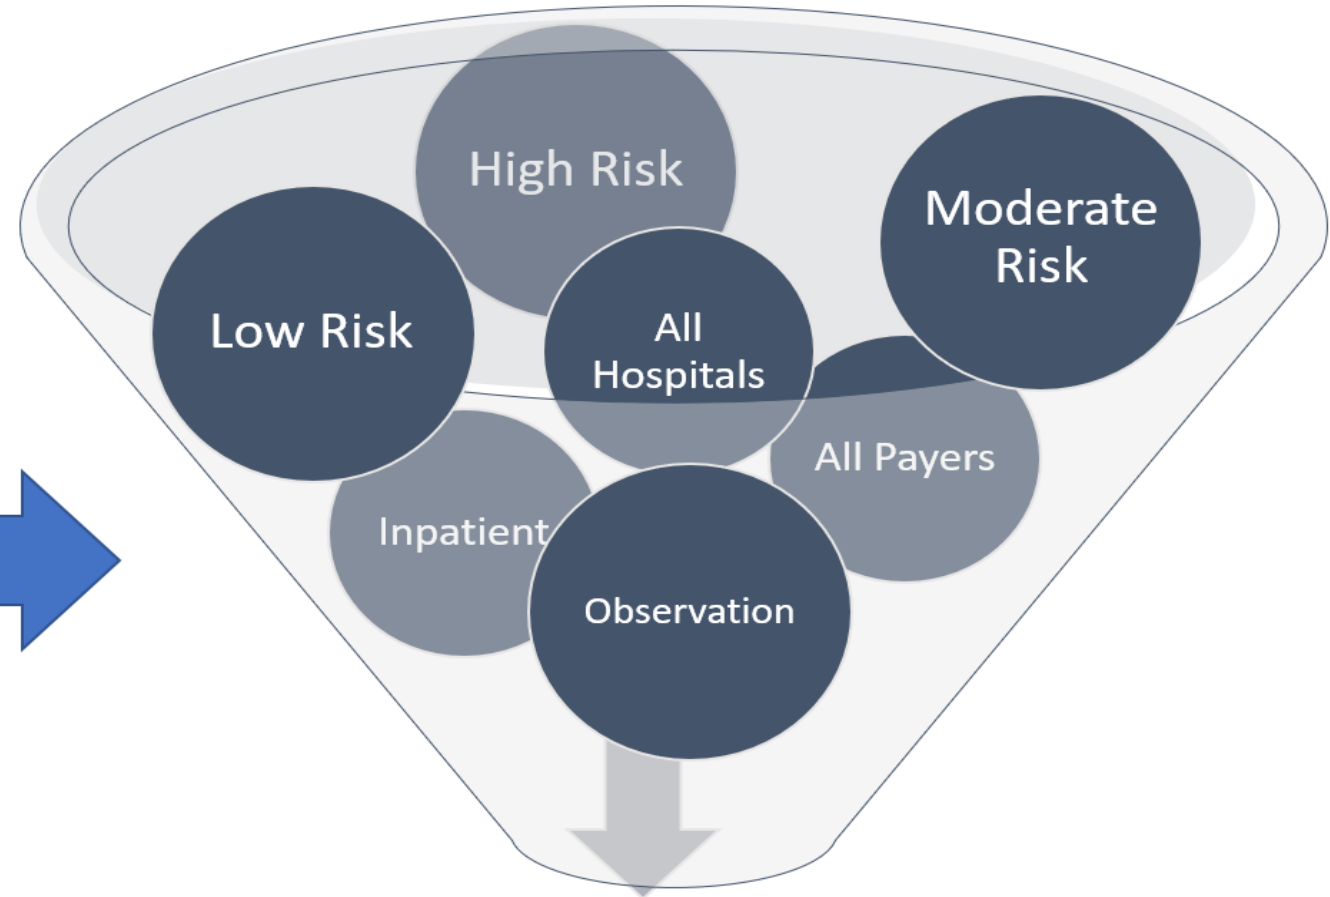 High Risk
Moderate
Risk
Low Risk
All
Hospitals
All Payers
Inpatient
Observation